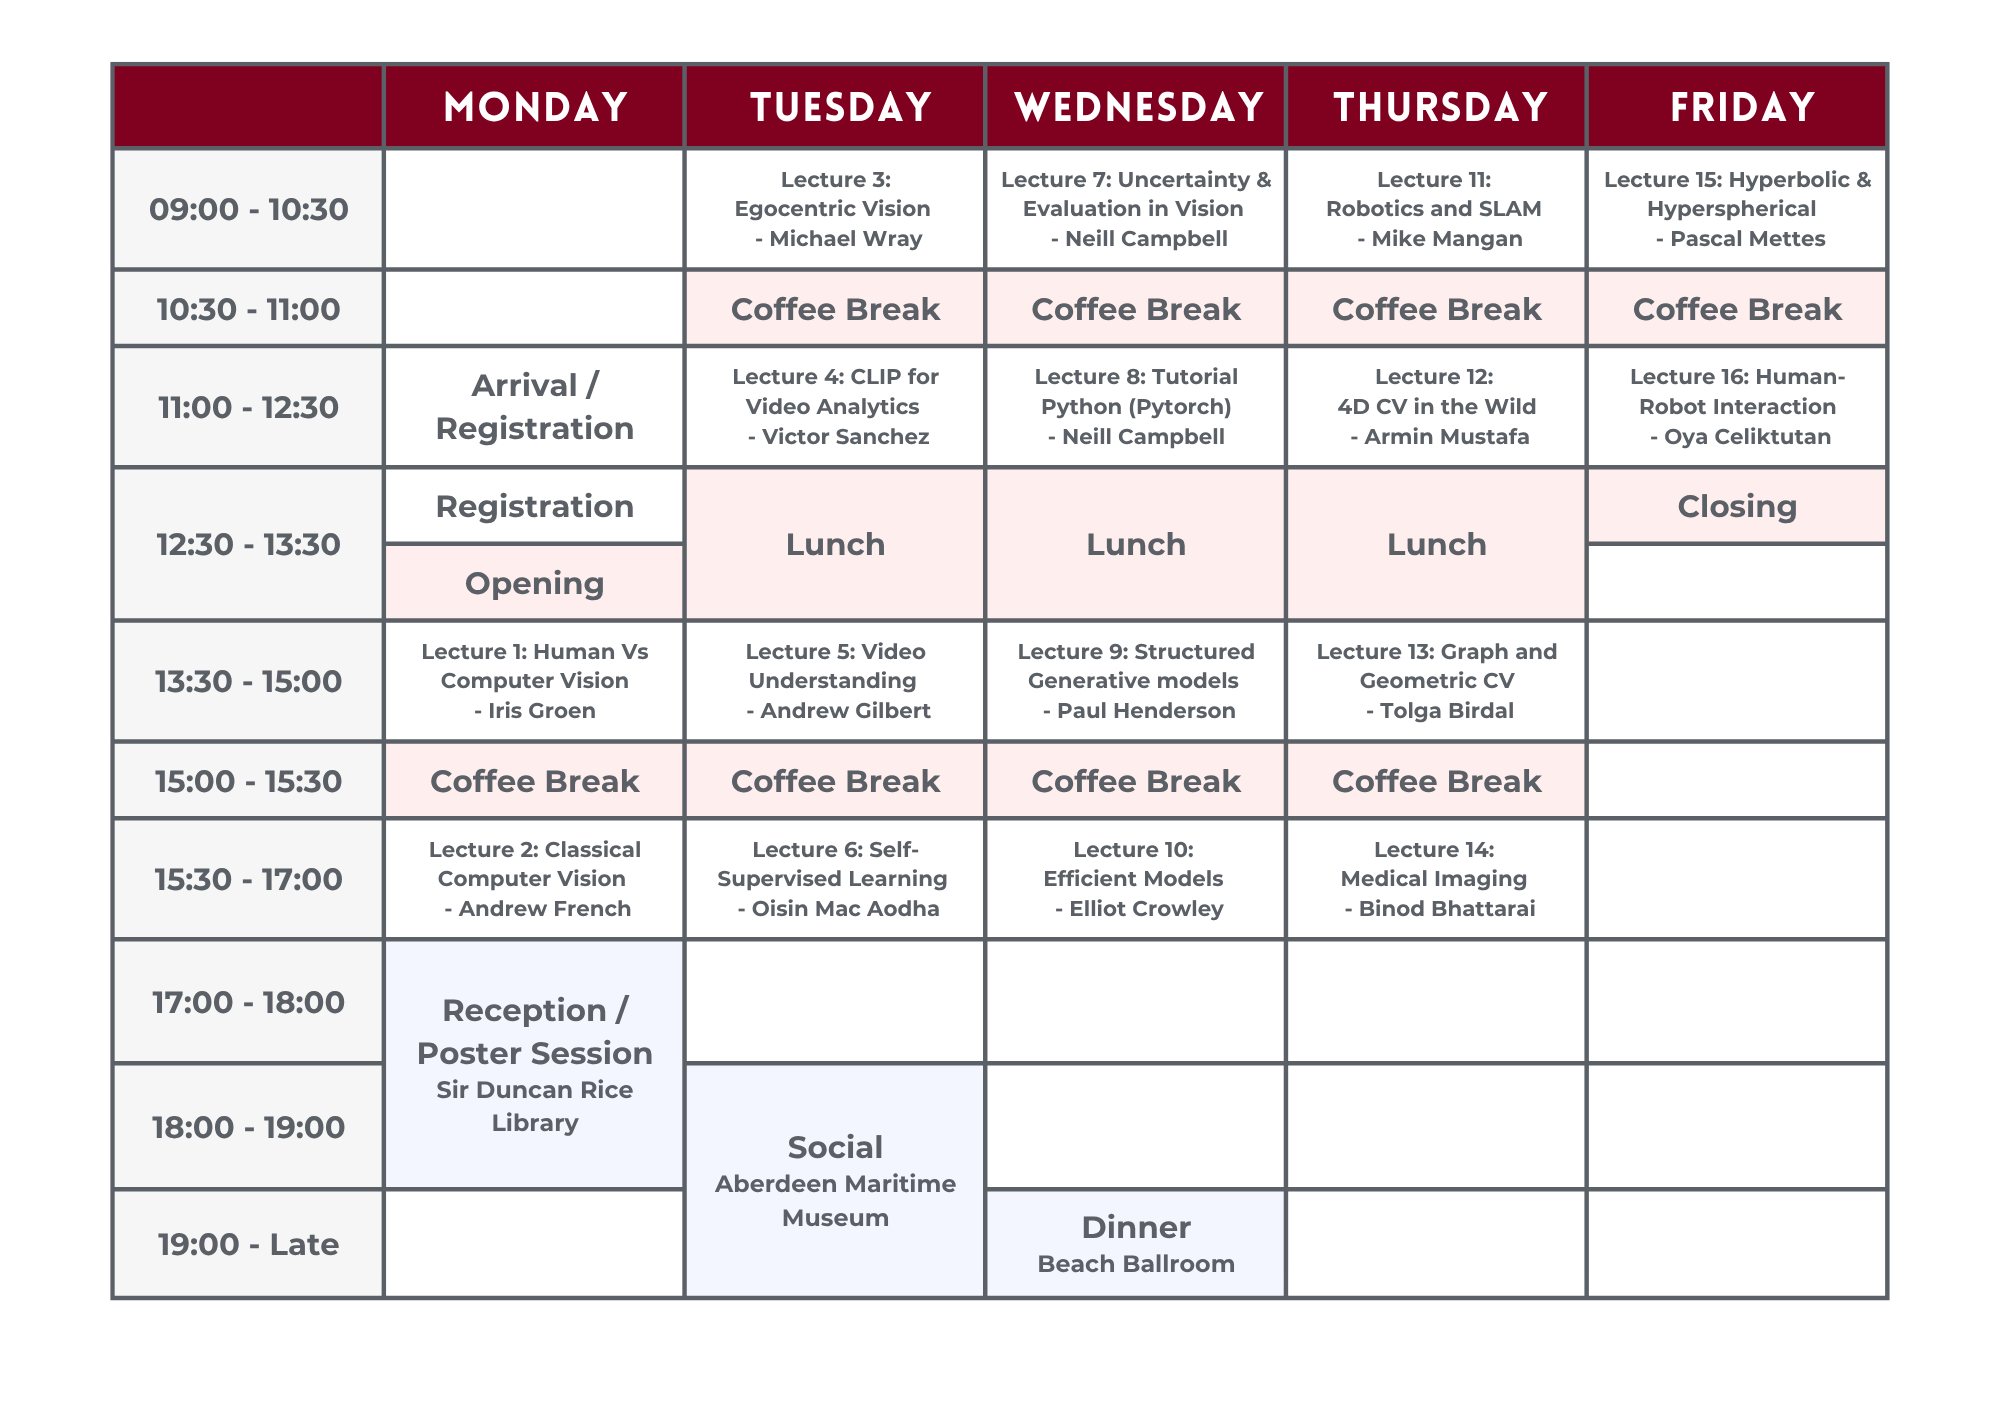 MONDAY
TUESDAY
WEDNESDAY
THURSDAY
FRIDAY
09:00 - 10:30
Lecture 3:
Egocentric Vision
- Michael Wray
Lecture 7: Uncertainty &
Evaluation in Vision
- Neill Campbell
Lecture 11:
Robotics and SLAM
- Mike Mangan
Lecture 15: Hyperbolic &
Hyperspherical
- Pascal Mettes
10:30 - 11:00
Coffee Break
Coffee Break
Coffee Break
Coffee Break
11:00 - 12:30
Arrival /
Registration
Lecture 4: CLIP for
Video Analytics
- Victor Sanchez
Lecture 8: Tutorial
Python (Pytorch)
- Neill Campbell
Lecture 12:
4D CV in the Wild
- Armin Mustafa
Lecture 16: Human-
Robot Interaction
- Oya Celiktutan
12:30 - 13:30
Registration
Opening
Lunch
Lunch
Lunch
Closing
13:30 - 15:00
Lecture 1: Human Vs
Computer Vision
- Iris Groen
Lecture 5: Video
Understanding
- Andrew Gilbert
Lecture 9: Structured
Generative models
- Paul Henderson
Lecture 13: Graph and
Geometric CV
- Tolga Birdal
15:00 - 15:30
Coffee Break
Coffee Break
Coffee Break
Coffee Break
15:30 - 17:00
Lecture 2: Classical
Computer Vision
- Andrew French
Lecture 6: Self-
Supervised Learning
- Oisin Mac Aodha
Lecture 10:
Efficient Models
- Elliot Crowley
Lecture 14:
Medical Imaging
- Binod Bhattarai
17:00 - 18:00
Reception /
Poster Session
Sir Duncan Rice
Library
18:00 - 19:00
Social
Aberdeen Maritime
Museum
19:00 - Late
Dinner
Beach Ballroom